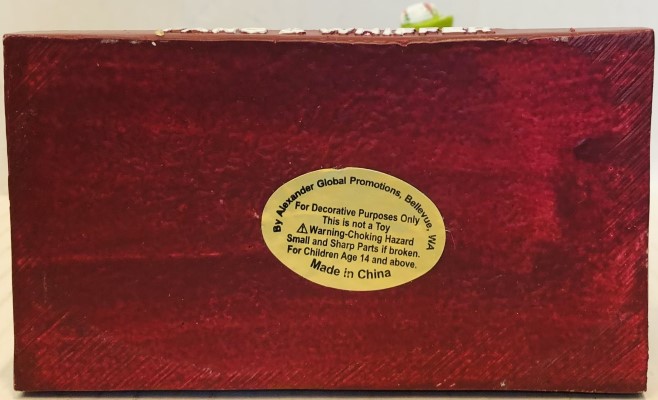 By Alexander Global Promotions, Bellevue, WA
For Decorative Purposes Only
This is not a Toy
⚠Warning-Choking Hazard
Small and Sharp Parts if broken.
For Children Age 14 and above.
Made in China